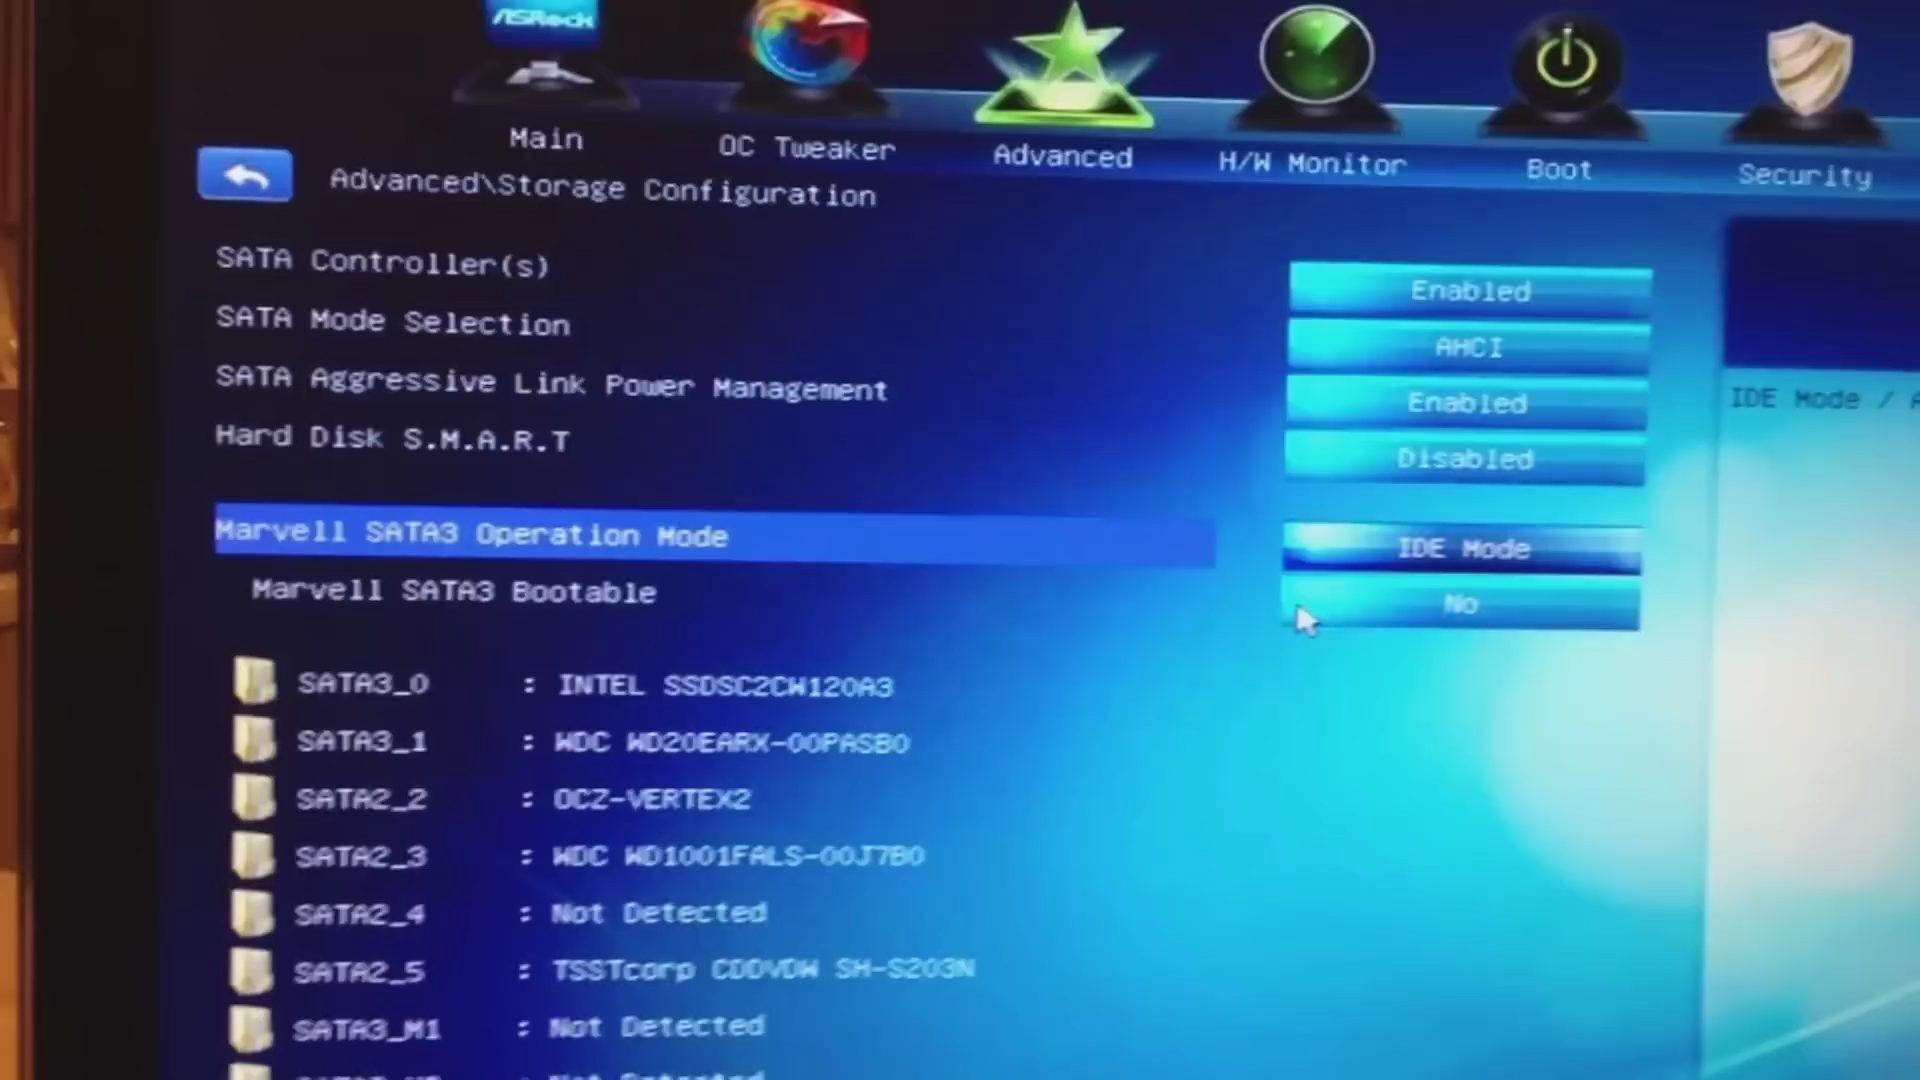 ASRock
Main
OC Tweaker
Advanced
H/W Monitor
Boot
Security
Advanced\Storage Configuration
SATA Controller(s) Enabled
SATA Mode Selection AHCI
SATA Aggressive Link Power Management Enabled
Hard Disk S.M.A.R.T Disabled
IDE Mode /
Marvell SATA3 Operation Mode IDE Mode
Marvell SATA3 Bootable No
SATA3_0 : INTEL SSDSC2CW120A3
SATA3_1 : WDC WD20EARX-00PASB0
SATA2_2 : OCZ-VERTEX2
SATA2_3 : WDC WD1001FALS-00J7B0
SATA2_4 : Not Detected
SATA2_5 : TSSTcorp CDDVDW SH-S203N
SATA3_M1 : Not Detected